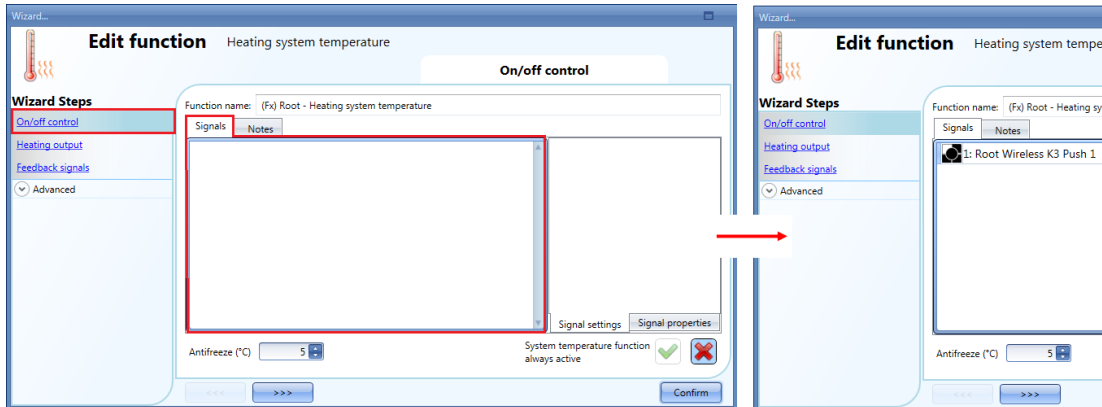 Wizard...
Edit function Heating system temperature
On/off control
Wizard Steps
On/off control
Heating output
Feedback signals
Advanced
Function name: (Fx) Root - Heating system temperature
Signals Notes
Signal settings Signal properties
Antifreeze (°C) 5
System temperature function
always active
<<< >>> Confirm
Wizard...
Edit function Heating system tempe
Wizard Steps
On/off control
Heating output
Feedback signals
Advanced
Function name: (Fx) Root - Heating sy
Signals Notes
1: Root Wireless K3 Push 1
Antifreeze (°C) 5
<<< >>>